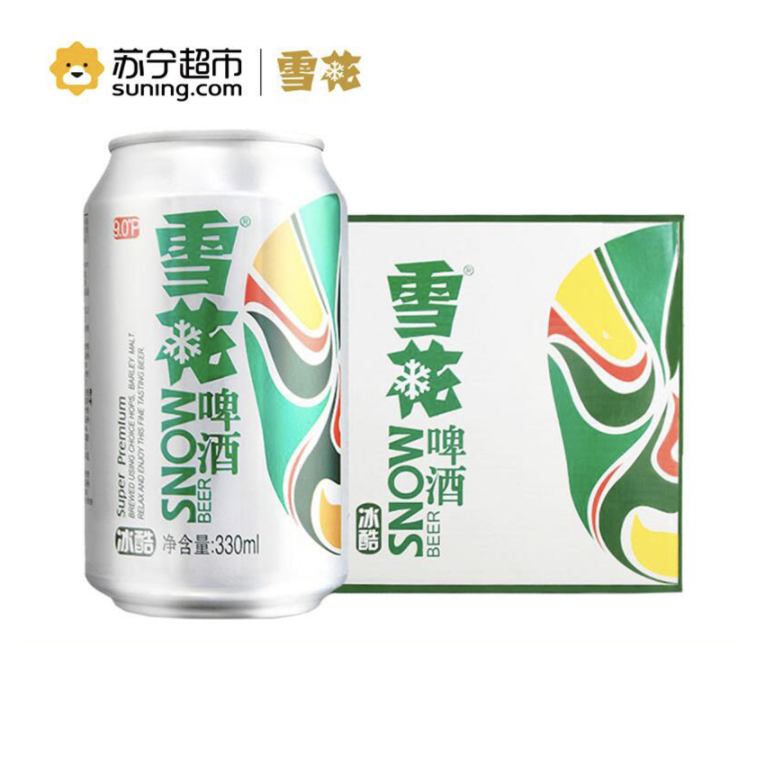 苏宁超市
suning.com
雪花
9.0°P
雪花®
SNOW
啤酒
BEER
Super Premium
BREWED USING CHOICE HOPS, BARLEY MALT.
RELAX AND ENJOY THIS FINE TASTING BEER.
冰酷
净含量:330ml
雪花®
SNOW
啤酒
BEER
冰酷